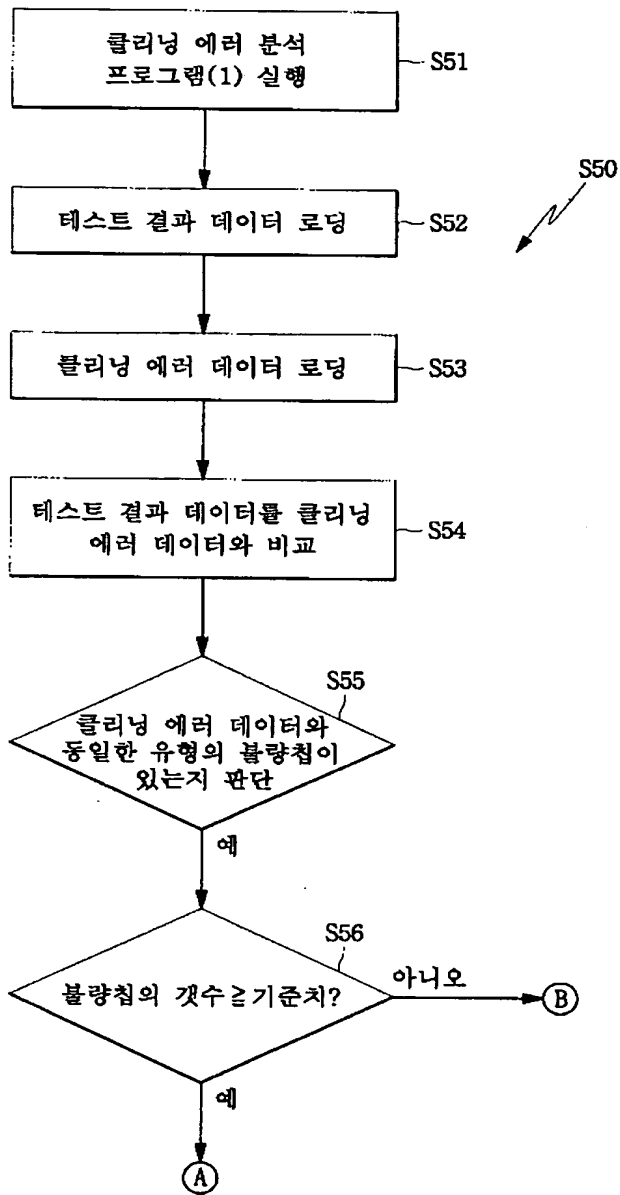 클리닝 에러 분석
프로그램(1) 실행
S51
S50
테스트 결과 데이터 로딩
S52
클리닝 에러 데이터 로딩
S53
테스트 결과 데이터를 클리닝
에러 데이터와 비교
S54
S55
클리닝 에러 데이터와
동일한 유형의 불량칩이
있는지 판단
예
S56
불량칩의 갯수≧기준치?
아니오
B
예
A